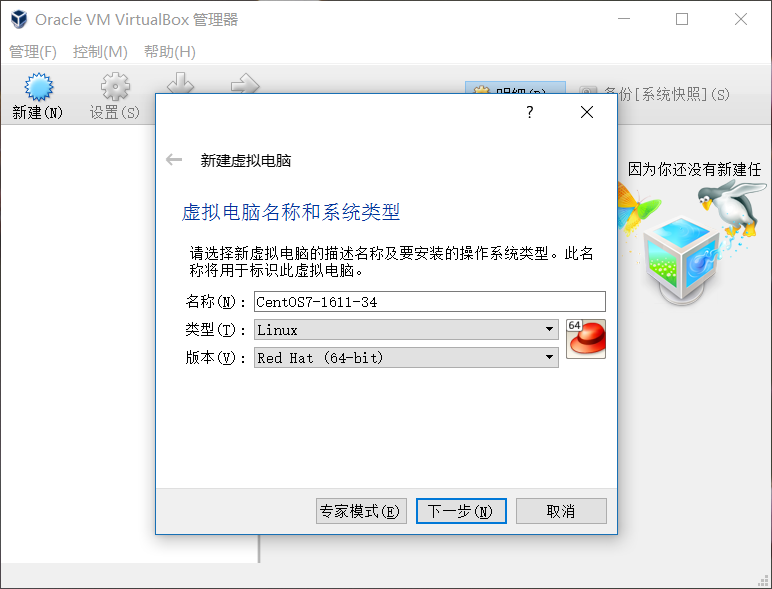 Oracle VM VirtualBox 管理器
管理(F) 控制(M) 帮助(H)
新建(N) 设置(S) 明细(D) 备份[系统快照](S)
因为你还没有新建任
?
新建虚拟电脑
虚拟电脑名称和系统类型
请选择新虚拟电脑的描述名称及要安装的操作系统类型。此名
称将用于标识此虚拟电脑。
名称(N)： CentOS7-1611-34
类型(T)： Linux
64
版本(V)： Red Hat (64-bit)
专家模式(E) 下一步(N) 取消